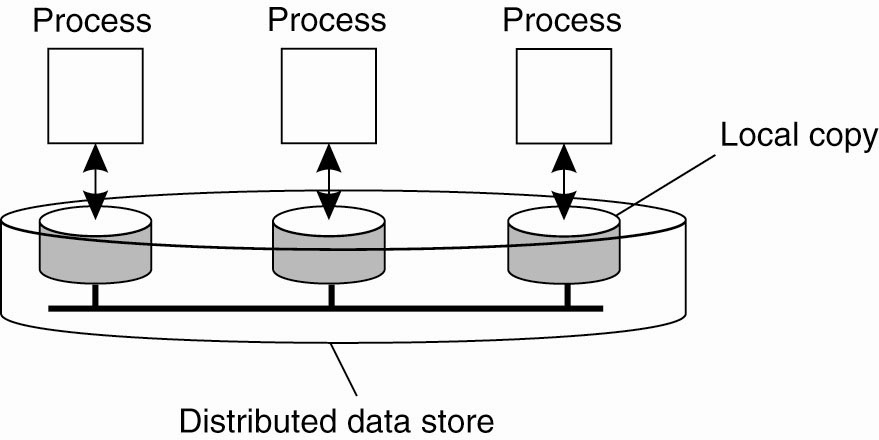 Process Process Process
Local copy
Distributed data store